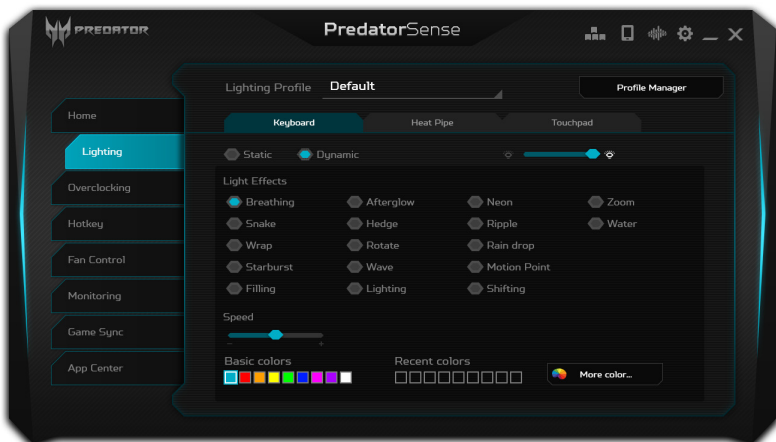 PREDATOR
PredatorSense
Lighting Profile Default Profile Manager
Home
Lighting
Overclocking
Hotkey
Fan Control
Monitoring
Game Sync
App Center
Keyboard Heat Pipe Touchpad
Static Dynamic
Light Effects
Breathing Afterglow Neon Zoom
Snake Hedge Ripple Water
Wrap Rotate Rain drop
Starburst Wave Motion Point
Filling Lighting Shifting
Speed
- +
Basic colors Recent colors
More color...